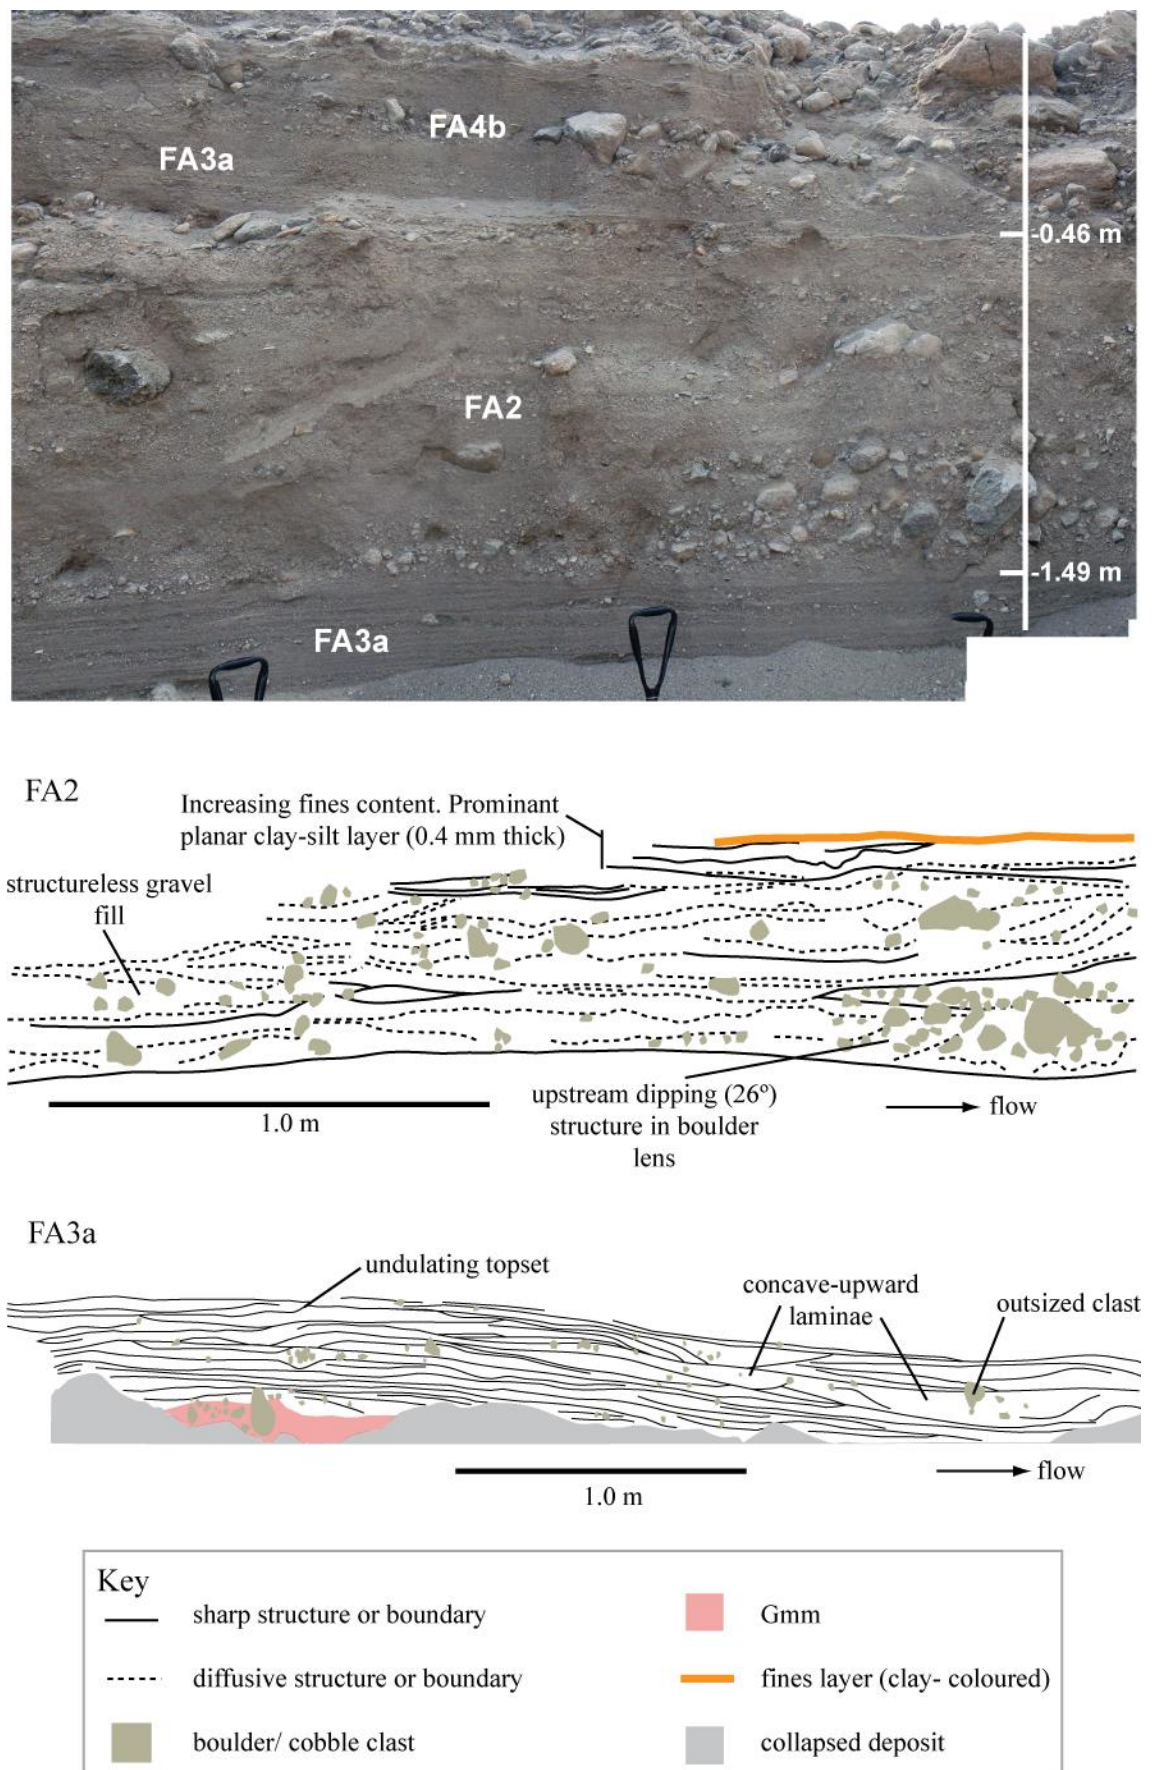 FA4b
FA3a
-0.46 m
FA2
-1.49 m
FA3a
FA2
Increasing fines content. Prominant
planar clay-silt layer (0.4 mm thick)
structureless gravel
fill
upstream dipping (26º)
structure in boulder
lens
flow
1.0 m
FA3a
undulating topset
concave-upward
laminae
outsized clast
flow
1.0 m
Key
sharp structure or boundary
Gmm
diffusive structure or boundary
fines layer (clay- coloured)
boulder/ cobble clast
collapsed deposit